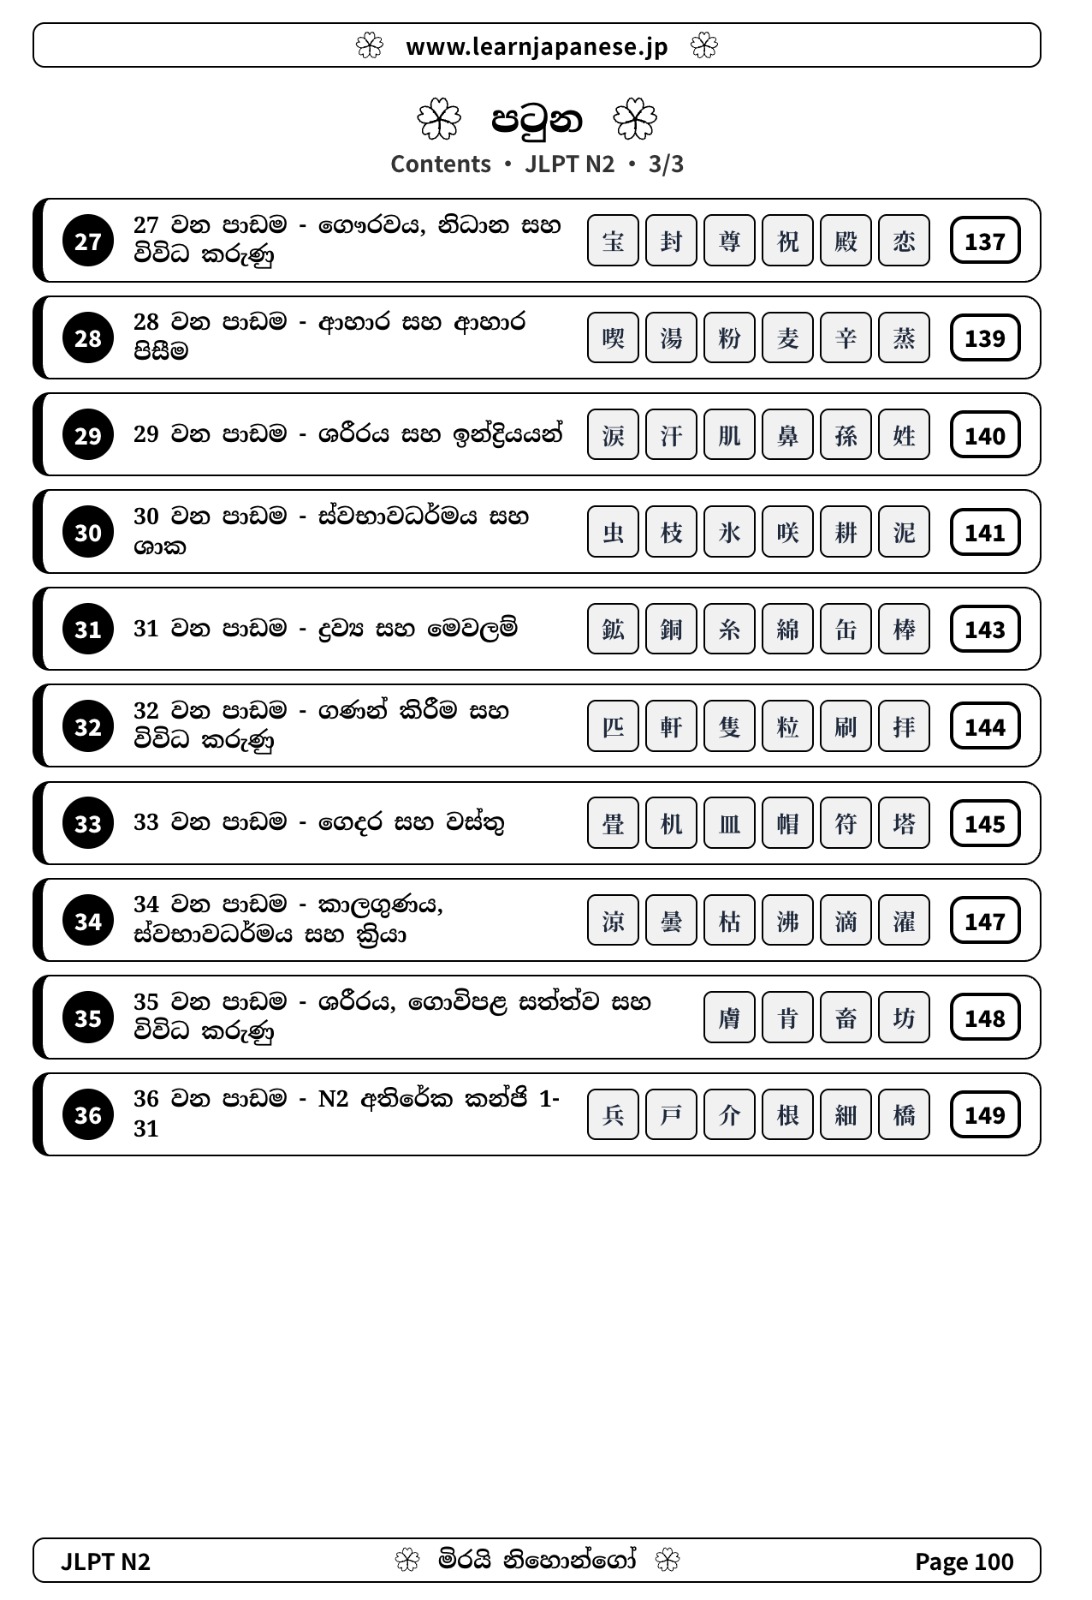 www.learnjapanese.jp
පටුන
Contents • JLPT N2 • 3/3
27 27 වන පාඩම - ගෞරවය, නිධාන සහ විවිධ කරුණු 宝 封 尊 祝 殿 恋 137
28 28 වන පාඩම - ආහාර සහ ආහාර පිසීම 喫 湯 粉 麦 辛 蒸 139
29 29 වන පාඩම - ශරීරය සහ ඉන්ද්‍රියයන් 涙 汗 肌 鼻 孫 姓 140
30 30 වන පාඩම - ස්වභාවධර්මය සහ ශාක 虫 枝 氷 咲 耕 泥 141
31 31 වන පාඩම - ද්‍රව්‍ය සහ මෙවලම් 鉱 銅 糸 綿 缶 棒 143
32 32 වන පාඩම - ගණන් කිරීම සහ විවිධ කරුණු 匹 軒 隻 粒 刷 拝 144
33 33 වන පාඩම - ගෙදර සහ වස්තු 畳 机 皿 帽 符 塔 145
34 34 වන පාඩම - කාලගුණය, ස්වභාවධර්මය සහ ක්‍රියා 涼 曇 枯 沸 滴 濯 147
35 35 වන පාඩම - ශරීරය, ගොවිපළ සත්ත්ව සහ විවිධ කරුණු 膚 肯 畜 坊 148
36 36 වන පාඩම - N2 අතිරේක කන්ජි 1-31 兵 戸 介 根 細 橋 149
JLPT N2 මිරයි නිහොන්ගෝ Page 100